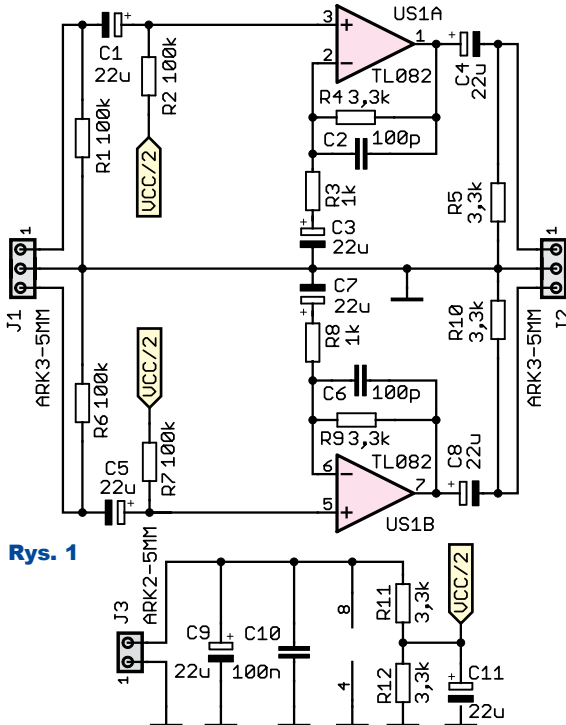 US1A
3
+
1
2
−
TL082
C1
22u
+
R2 100k
VCC/2
R1 100k
R4 3,3k
C2 100p
R3
1k
C3
22u
+
C4
22u
+
R5
3,3k
1
J1
ARK3-5MM
1
J2
ARK3-5MM
C7
22u
+
R8
1k
R10
3,3k
VCC/2
R6 100k
R7 100k
C5
22u
+
C6
100p
R9 3,3k
TL082
6
−
5
+
7
US1B
C8
22u
+
Rys. 1
J3
ARK2-5MM
1
C9
22u
+
C10
100n
8
4
R11
3,3k
R12
3,3k
VCC/2
C11
22u
+